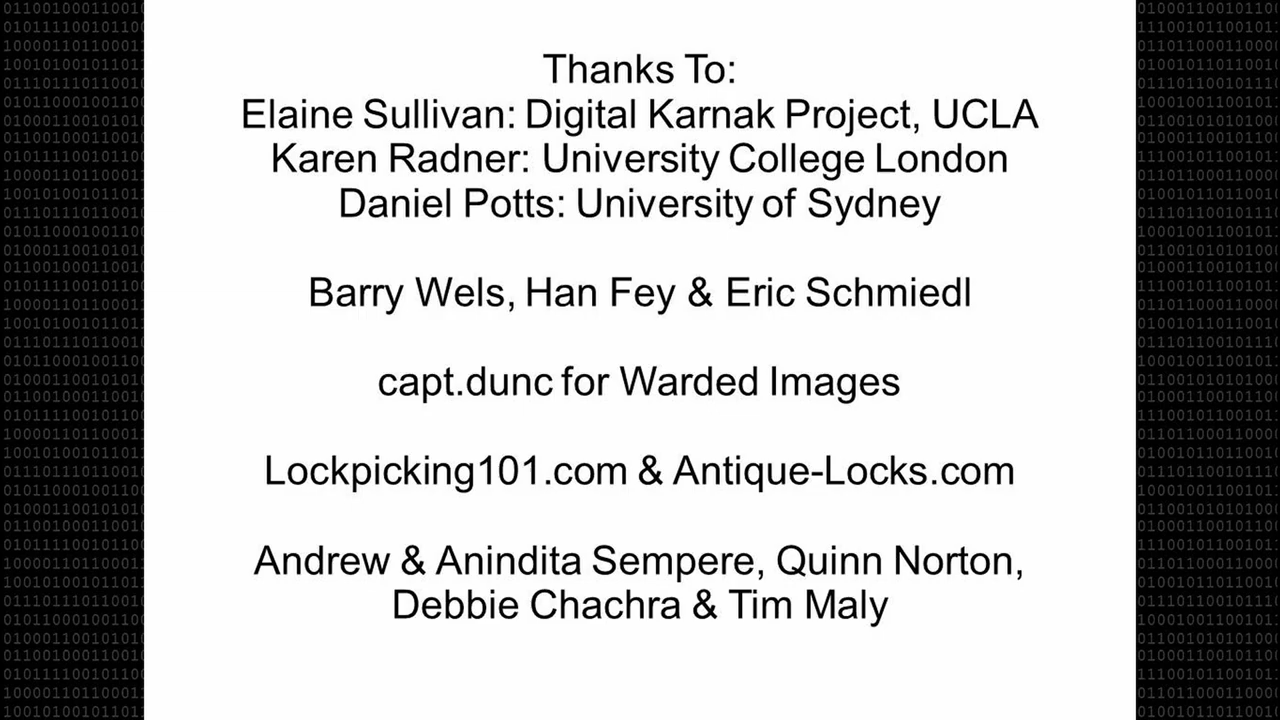 Thanks To:
Elaine Sullivan: Digital Karnak Project, UCLA
Karen Radner: University College London
Daniel Potts: University of Sydney
Barry Wels, Han Fey & Eric Schmiedl
capt.dunc for Warded Images
Lockpicking101.com & Antique-Locks.com
Andrew & Anindita Sempere, Quinn Norton,
Debbie Chachra & Tim Maly